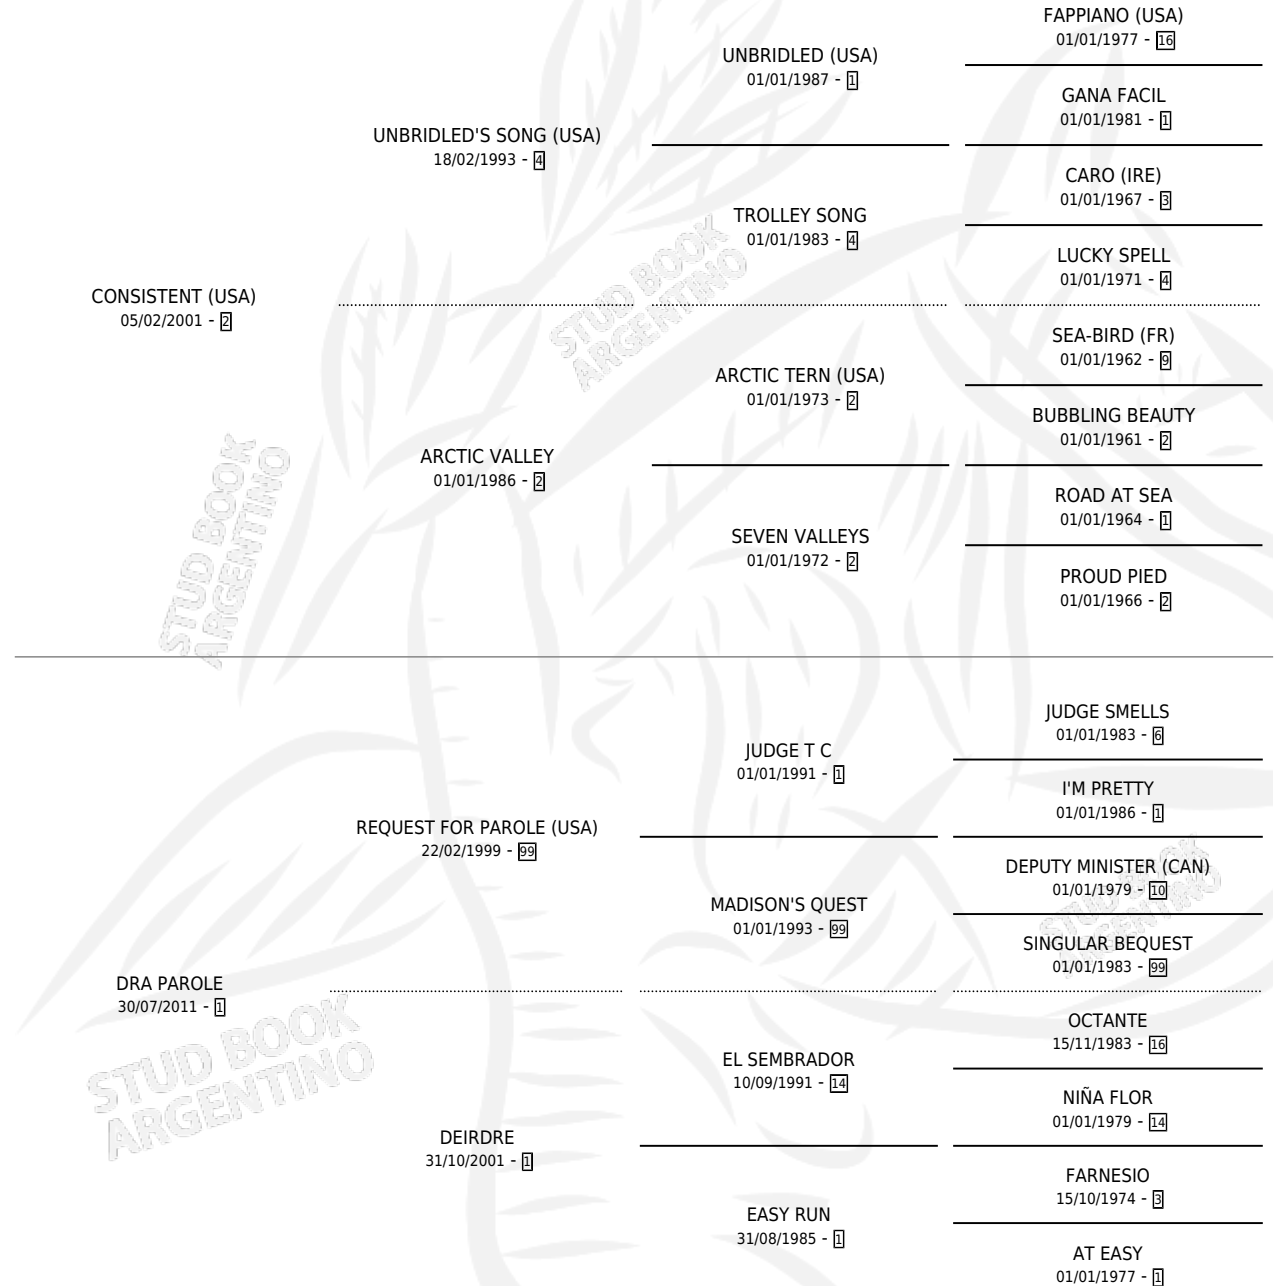 FAPPIANO (USA)
01/01/1977 - 16
UNBRIDLED (USA)
01/01/1987 - 1
GANA FACIL
01/01/1981 - 1
UNBRIDLED'S SONG (USA)
18/02/1993 - 4
CARO (IRE)
01/01/1967 - 3
TROLLEY SONG
01/01/1983 - 4
LUCKY SPELL
01/01/1971 - 4
CONSISTENT (USA)
05/02/2001 - 2
SEA-BIRD (FR)
01/01/1962 - 9
ARCTIC TERN (USA)
01/01/1973 - 2
BUBBLING BEAUTY
01/01/1961 - 2
ARCTIC VALLEY
01/01/1986 - 2
ROAD AT SEA
01/01/1964 - 1
SEVEN VALLEYS
01/01/1972 - 2
PROUD PIED
01/01/1966 - 2
JUDGE SMELLS
01/01/1983 - 6
JUDGE T C
01/01/1991 - 1
I'M PRETTY
01/01/1986 - 1
REQUEST FOR PAROLE (USA)
22/02/1999 - 99
DEPUTY MINISTER (CAN)
01/01/1979 - 10
MADISON'S QUEST
01/01/1993 - 99
SINGULAR BEQUEST
01/01/1983 - 99
DRA PAROLE
30/07/2011 - 1
OCTANTE
15/11/1983 - 16
EL SEMBRADOR
10/09/1991 - 14
NIÑA FLOR
01/01/1979 - 14
DEIRDRE
31/10/2001 - 1
FARNESIO
15/10/1974 - 3
EASY RUN
31/08/1985 - 1
AT EASY
01/01/1977 - 1
STUD BOOK
ARGENTINO
STUD BOOK
ARGENTINO
STUD BOOK
ARGENTINO
STUD BOOK
ARGENTINO